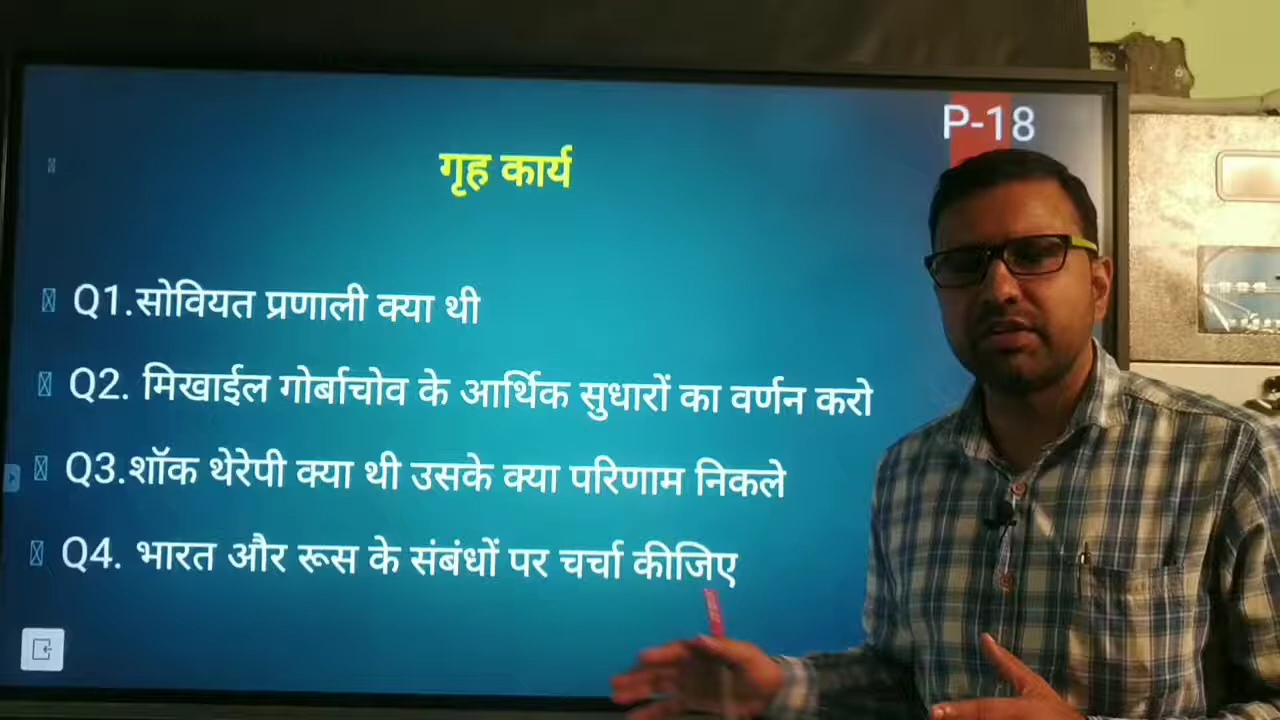 P-18
गृह कार्य
Q1.सोवियत प्रणाली क्या थी
Q2. मिखाईल गोर्बाचोव के आर्थिक सुधारों का वर्णन करो
Q3.शॉक थेरेपी क्या थी उसके क्या परिणाम निकले
Q4. भारत और रूस के संबंधों पर चर्चा कीजिए